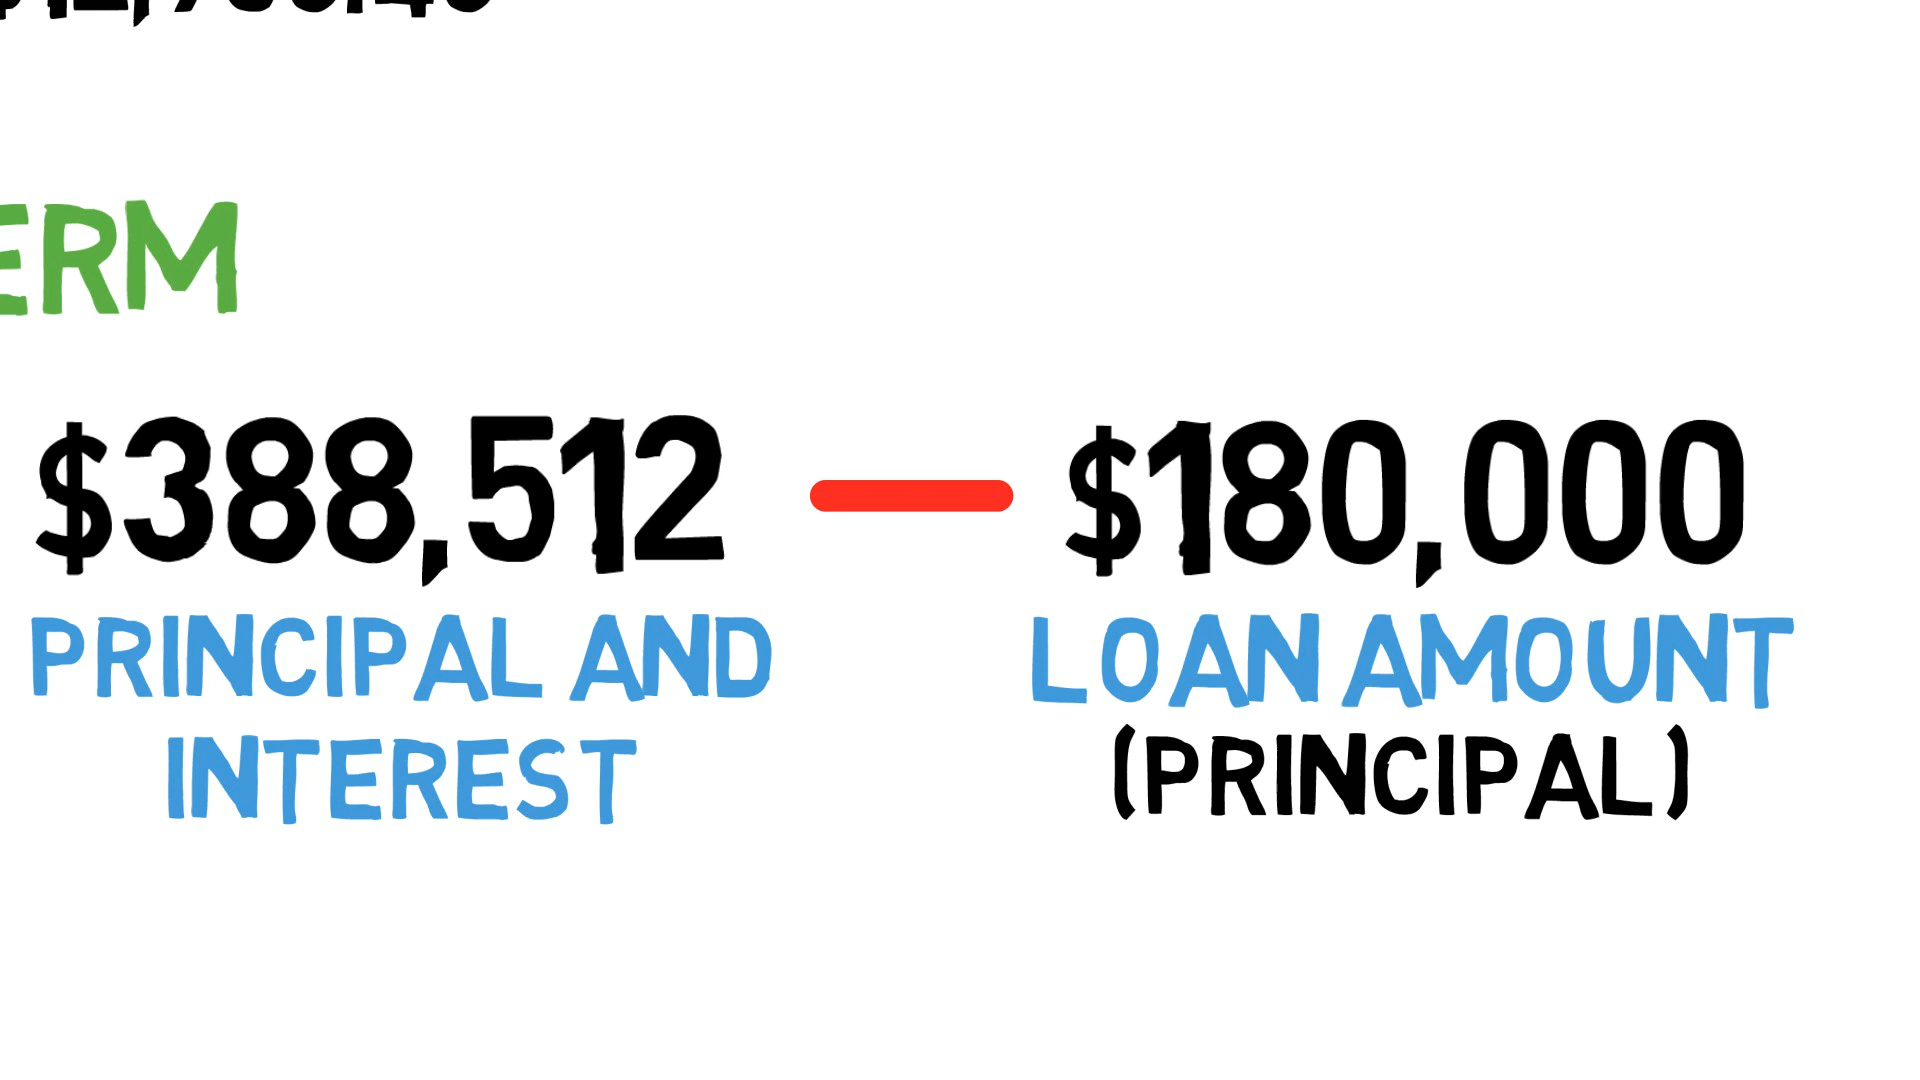 ERM
$388,512 — $180,000
PRINCIPAL AND LOAN AMOUNT
INTEREST (PRINCIPAL)